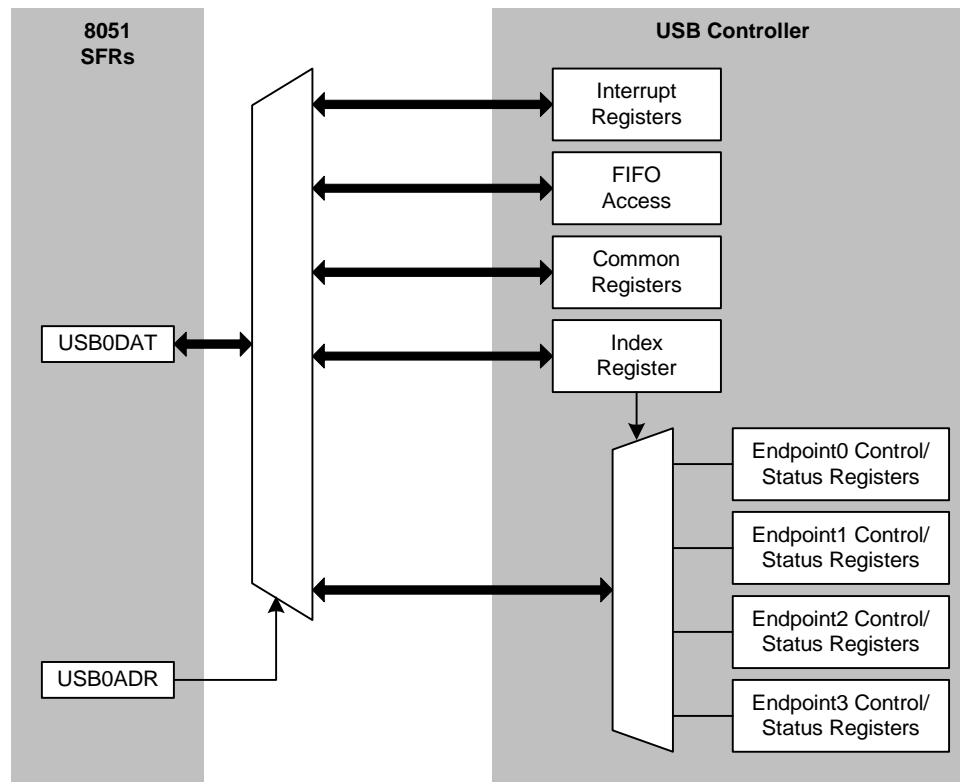 8051
SFRs
USB Controller
Interrupt
Registers
FIFO
Access
Common
Registers
USB0DAT
Index
Register
Endpoint0 Control/
Status Registers
Endpoint1 Control/
Status Registers
Endpoint2 Control/
Status Registers
USB0ADR
Endpoint3 Control/
Status Registers